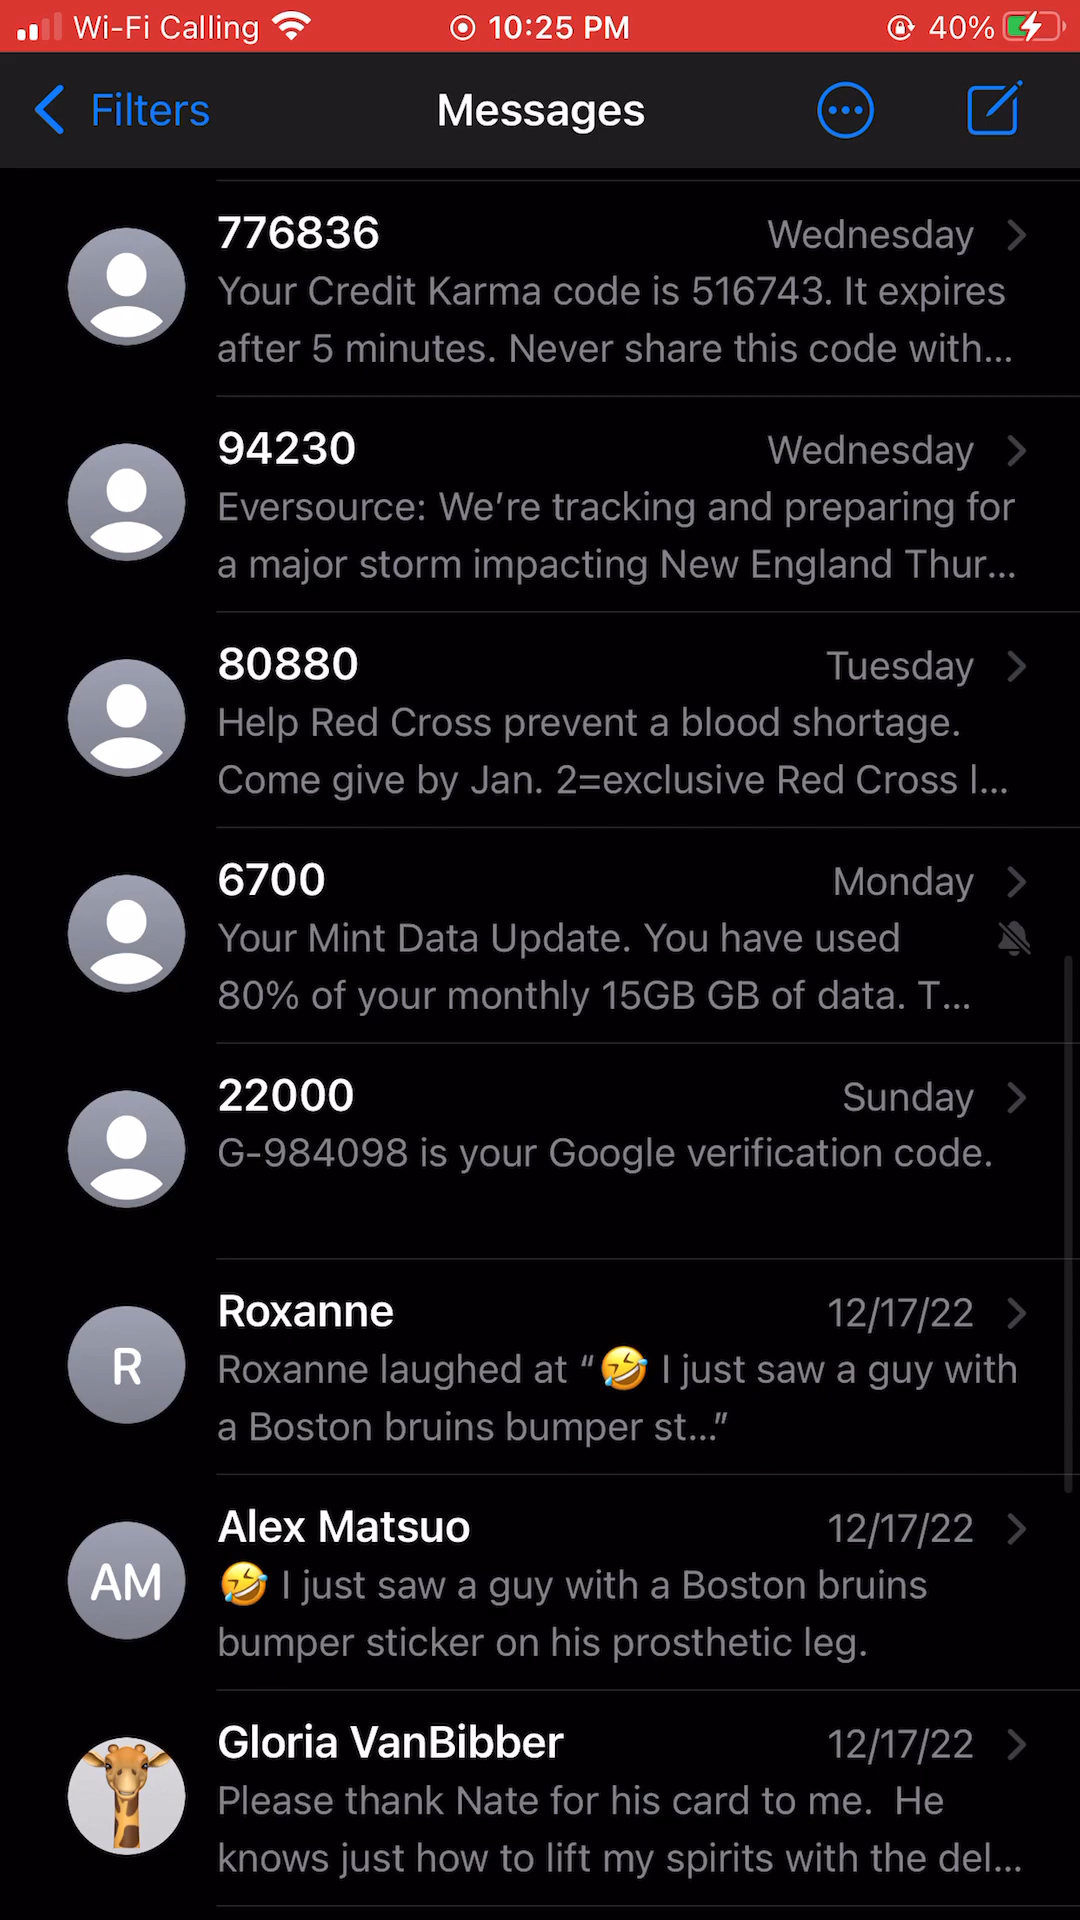 Wi-Fi Calling 10:25 PM 40%
Filters Messages
776836 Wednesday
Your Credit Karma code is 516743. It expires
after 5 minutes. Never share this code with...
94230 Wednesday
Eversource: We’re tracking and preparing for
a major storm impacting New England Thur...
80880 Tuesday
Help Red Cross prevent a blood shortage.
Come give by Jan. 2=exclusive Red Cross l...
6700 Monday
Your Mint Data Update. You have used
80% of your monthly 15GB GB of data. T...
22000 Sunday
G-984098 is your Google verification code.
R
Roxanne 12/17/22
Roxanne laughed at “🤣 I just saw a guy with
a Boston bruins bumper st...”
AM
Alex Matsuo 12/17/22
🤣 I just saw a guy with a Boston bruins
bumper sticker on his prosthetic leg.
Gloria VanBibber 12/17/22
Please thank Nate for his card to me. He
knows just how to lift my spirits with the del...